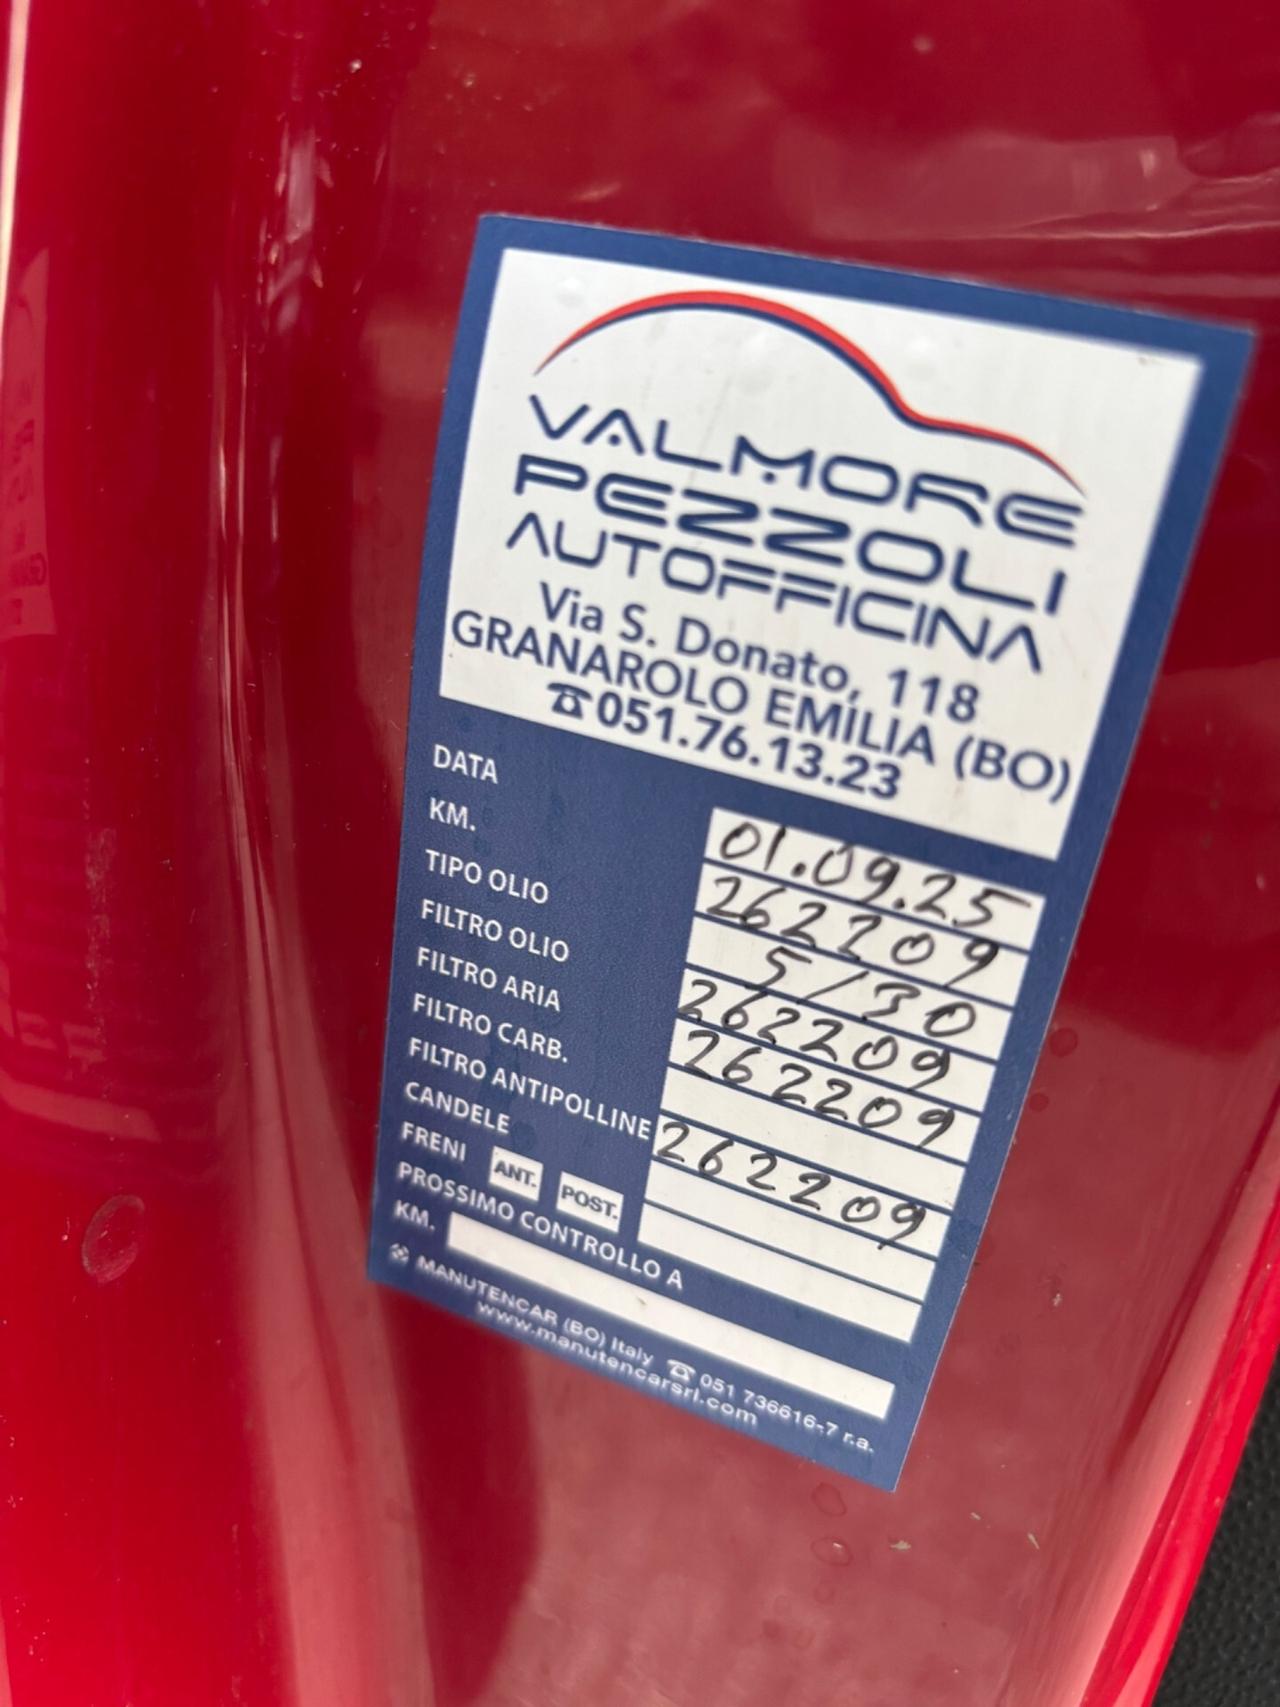 VALMORE
PEZZOLI
AUTOFFICINA
Via S. Donato, 118
GRANAROLO EMILIA (BO)
☎051.76.13.23
DATA 01.09.25
KM. 262209
TIPO OLIO 5/30
FILTRO OLIO 262209
FILTRO ARIA 262209
FILTRO CARB.
FILTRO ANTIPOLLINE 262209
CANDELE
FRENI ANT. POST.
PROSSIMO CONTROLLO A
KM.
MANUTENCAR (BO) Italy ☎ 051 736616-7 r.a.
www.manutencarsrl.com